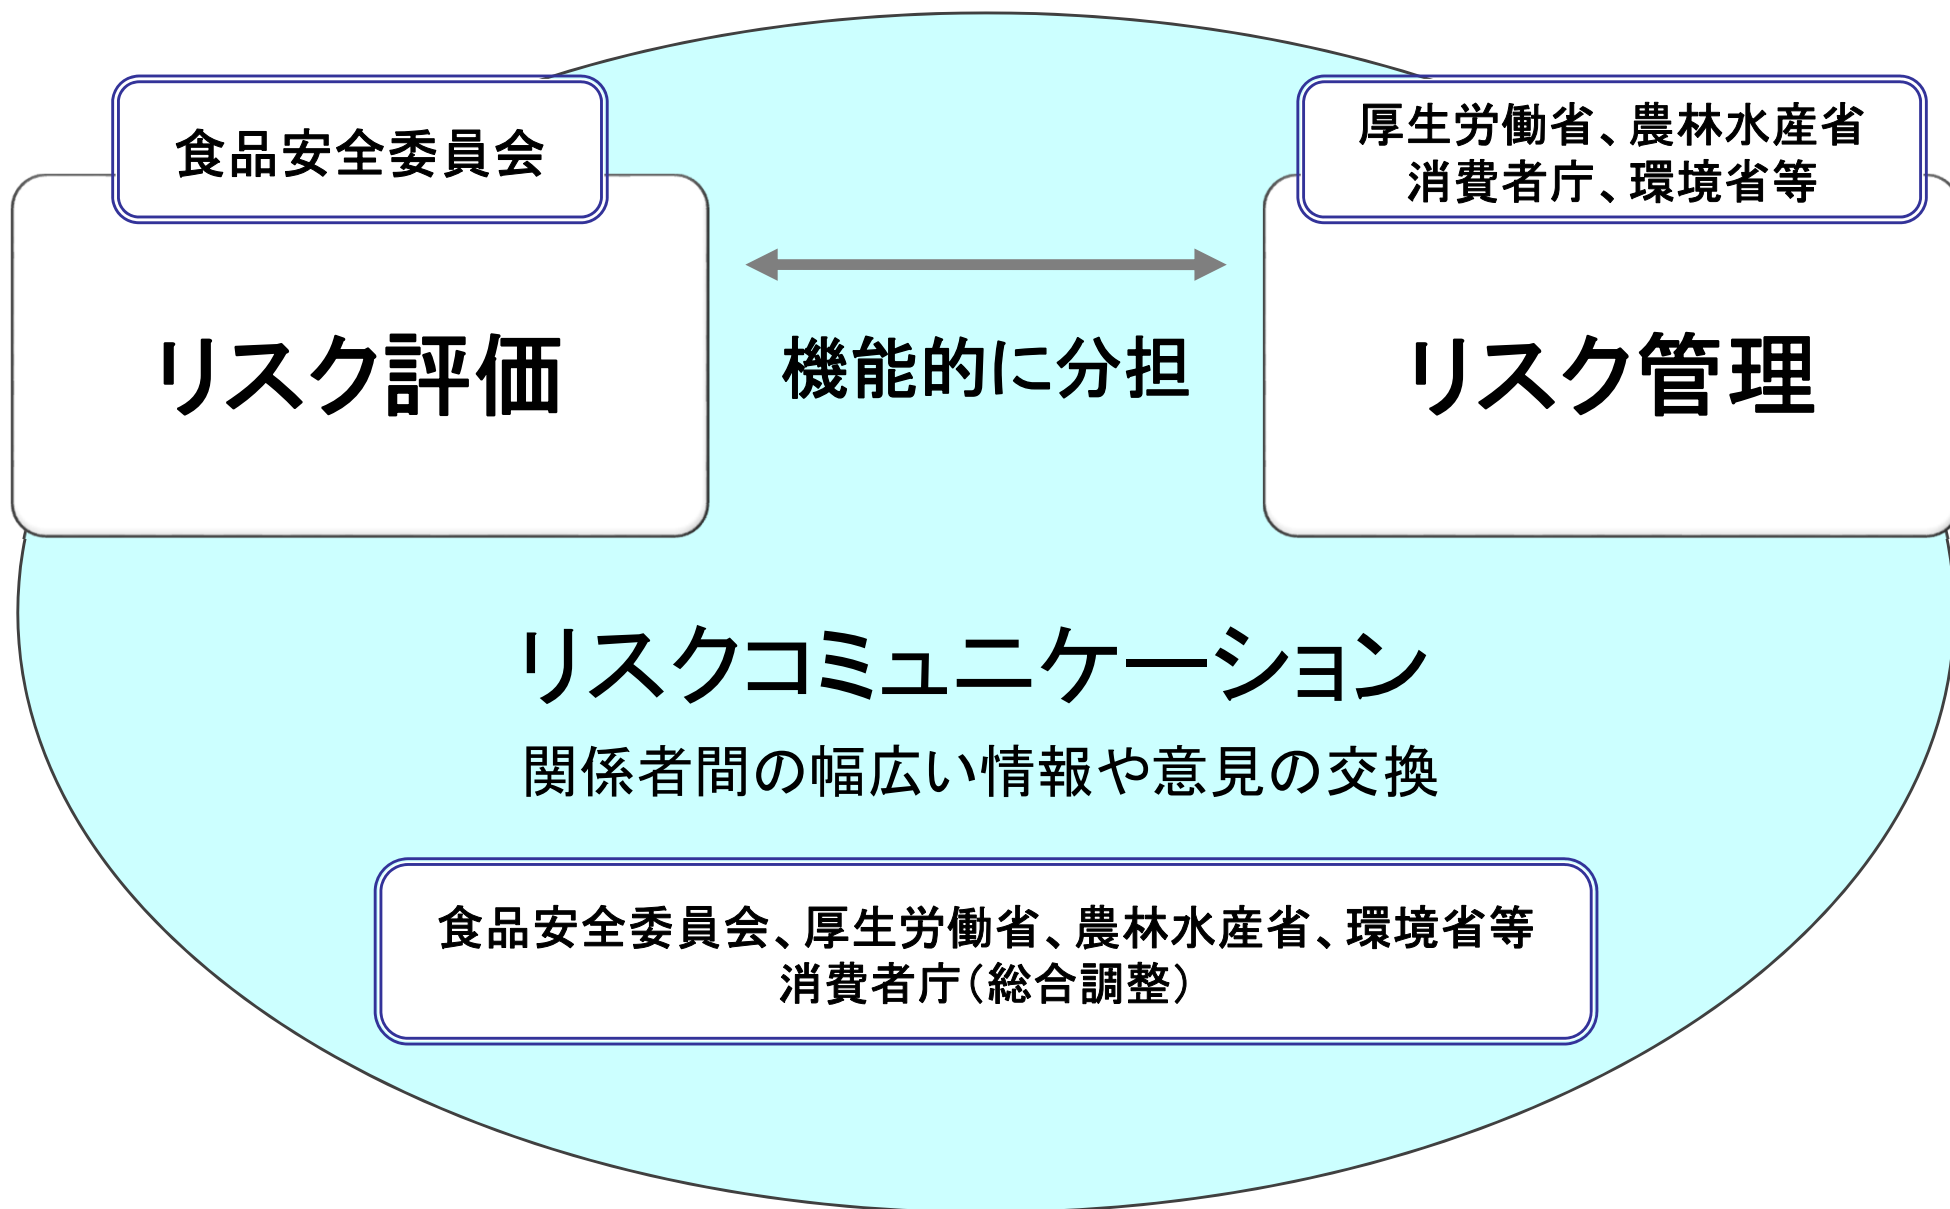 食品安全委員会
リスク評価
機能的に分担
厚生労働省、農林水産省
消費者庁、環境省等
リスク管理
リスクコミュニケーション
関係者間の幅広い情報や意見の交換
食品安全委員会、厚生労働省、農林水産省、環境省等
消費者庁（総合調整）